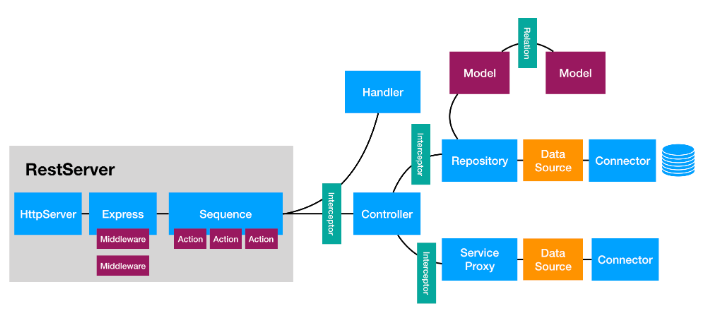 Relation
Model
Model
Handler
Interceptor
Repository
Data
Source
Connector
RestServer
HttpServer
Express
Sequence
Interceptor
Controller
Middleware
Action
Action
Action
Middleware
Interceptor
Service
Proxy
Data
Source
Connector